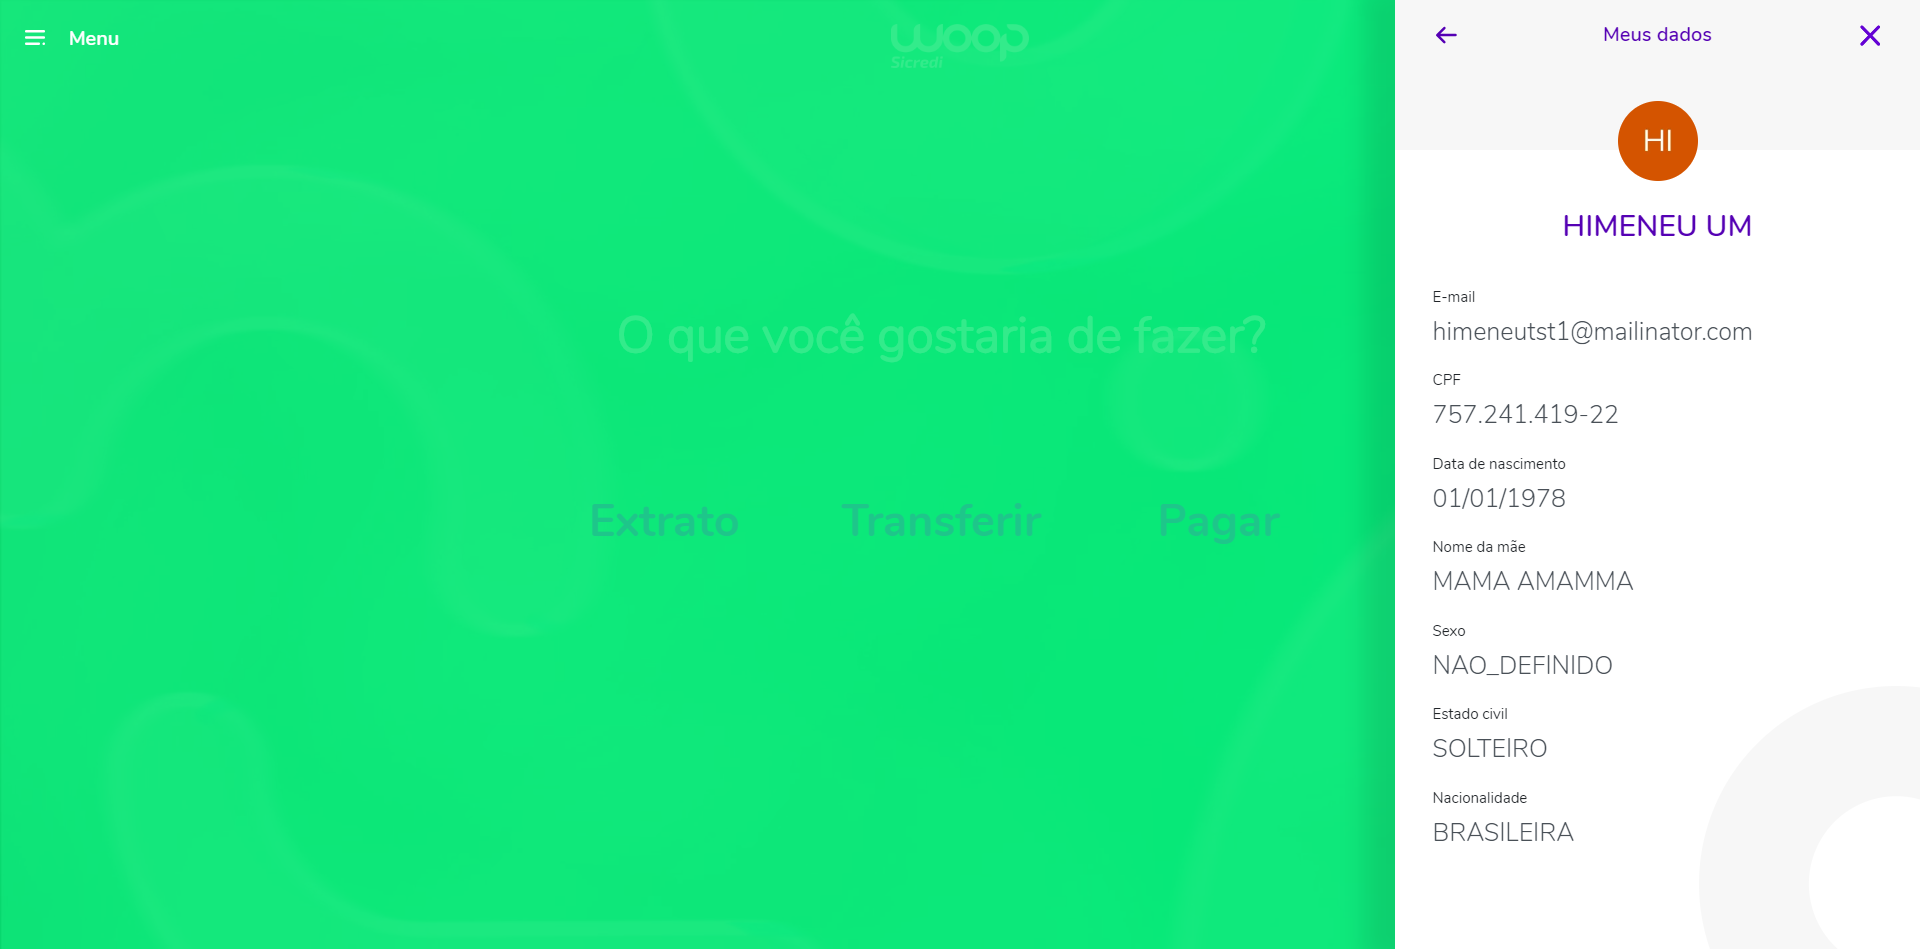 Menu
woop
Sicredi
O que você gostaria de fazer?
Extrato
Transferir
Pagar
Meus dados
HI
HIMENEU UM
E-mail
himeneutst1@mailinator.com
CPF
757.241.419-22
Data de nascimento
01/01/1978
Nome da mãe
MAMA AMAMMA
Sexo
NAO_DEFINIDO
Estado civil
SOLTEIRO
Nacionalidade
BRASILEIRA